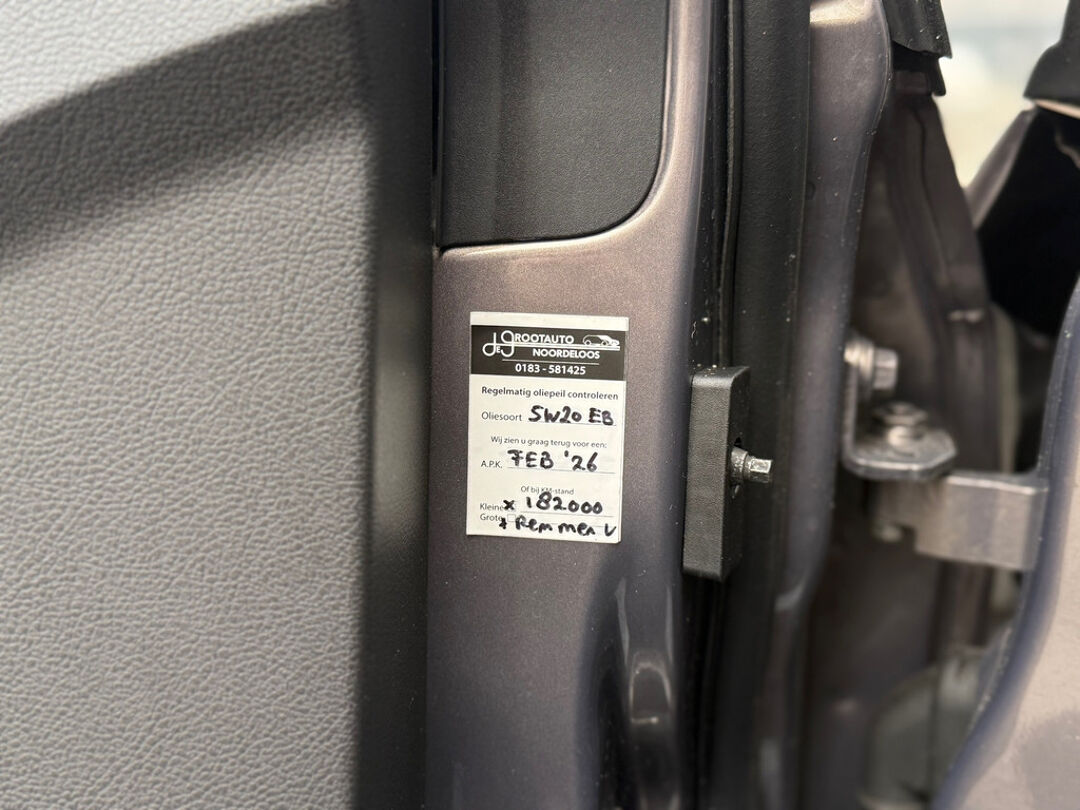 de GROOTAUTO
NOORDELOOS
0183 - 581425
Regelmatig oliepeil controleren
Oliesoort 5W20 EB
Wij zien u graag terug voor een:
A.P.K. FEB '26
Of bij KM-stand
Kleine x 182000
Grote + Remmen V